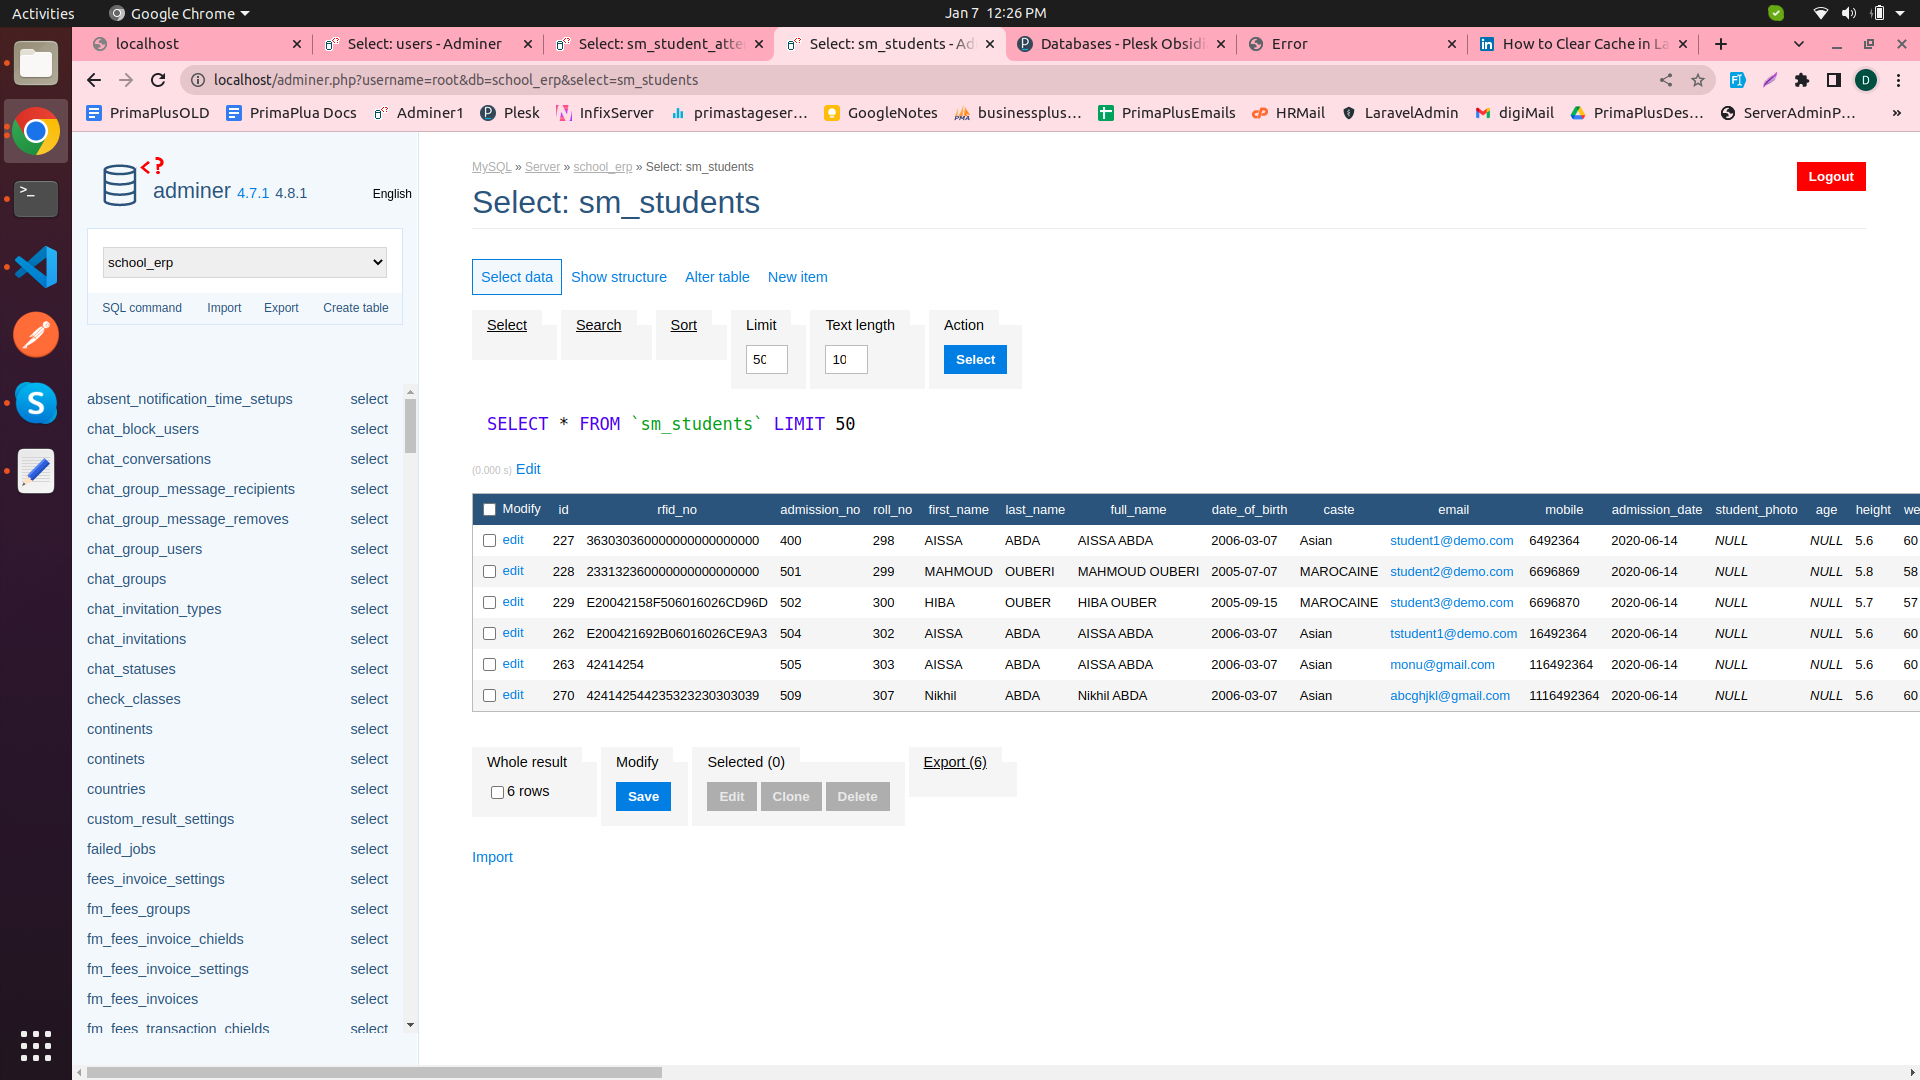 Activities Google Chrome Jan 7 12:26 PM
localhost Select: users - Adminer Select: sm_student_atte Select: sm_students - Ad Databases - Plesk Obsidi Error How to Clear Cache in La
localhost/adminer.php?username=root&db=school_erp&select=sm_students D
PrimaPlusOLD PrimaPlua Docs Adminer1 Plesk InfixServer primastageser… GoogleNotes businessplus… PrimaPlusEmails HRMail LaravelAdmin digiMail PrimaPlusDes… ServerAdminP… »
adminer 4.7.1 4.8.1 English
school_erp
SQL command Import Export Create table
absent_notification_time_setups select
chat_block_users select
chat_conversations select
chat_group_message_recipients select
chat_group_message_removes select
chat_group_users select
chat_groups select
chat_invitation_types select
chat_invitations select
chat_statuses select
check_classes select
continents select
continets select
countries select
custom_result_settings select
failed_jobs select
fees_invoice_settings select
fm_fees_groups select
fm_fees_invoice_chields select
fm_fees_invoice_settings select
fm_fees_invoices select
fm_fees_transaction_chields select
MySQL » Server » school_erp » Select: sm_students
Logout
Select: sm_students
Select data Show structure Alter table New item
Select Search Sort Limit Text length Action
50 10 Select
SELECT * FROM `sm_students` LIMIT 50
(0.000 s) Edit
Modify id rfid_no admission_no roll_no first_name last_name full_name date_of_birth caste email mobile admission_date student_photo age height we
edit 227 363030360000000000000000 400 298 AISSA ABDA AISSA ABDA 2006-03-07 Asian student1@demo.com 6492364 2020-06-14 NULL NULL 5.6 60
edit 228 233132360000000000000000 501 299 MAHMOUD OUBERI MAHMOUD OUBERI 2005-07-07 MAROCAINE student2@demo.com 6696869 2020-06-14 NULL NULL 5.8 58
edit 229 E20042158F506016026CD96D 502 300 HIBA OUBER HIBA OUBER 2005-09-15 MAROCAINE student3@demo.com 6696870 2020-06-14 NULL NULL 5.7 57
edit 262 E200421692B06016026CE9A3 504 302 AISSA ABDA AISSA ABDA 2006-03-07 Asian tstudent1@demo.com 16492364 2020-06-14 NULL NULL 5.6 60
edit 263 42414254 505 303 AISSA ABDA AISSA ABDA 2006-03-07 Asian monu@gmail.com 116492364 2020-06-14 NULL NULL 5.6 60
edit 270 424142544235323230303039 509 307 Nikhil ABDA Nikhil ABDA 2006-03-07 Asian abcghjkl@gmail.com 1116492364 2020-06-14 NULL NULL 5.6 60
Whole result Modify Selected (0) Export (6)
6 rows Save Edit Clone Delete
Import